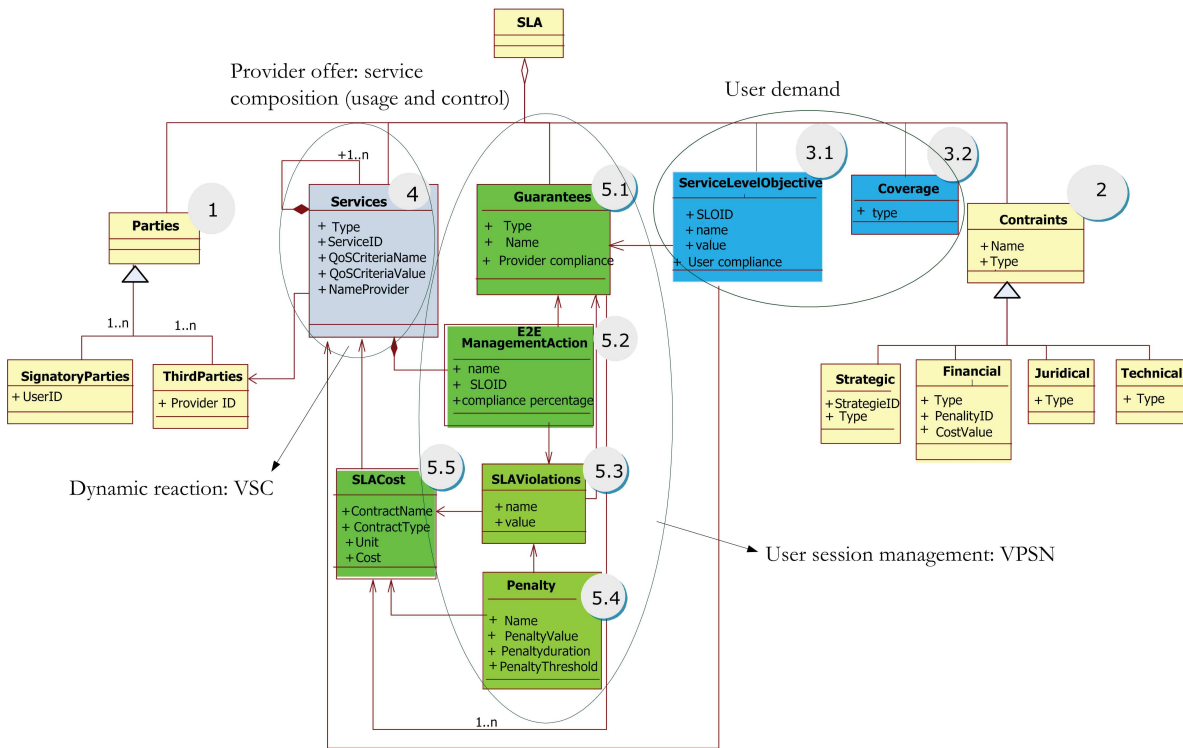 SLA
Provider offer: service
composition (usage and control)
User demand
+1..n
1
Parties
1..n
1..n
SignatoryParties
+ UserID
ThirdParties
+ Provider ID
4
Services
+ Type
+ ServiceID
+ QoSCriteriaName
+ QoSCriteriaValue
+ NameProvider
5.1
Guarantees
+ Type
+ Name
+ Provider compliance
3.1
ServiceLevelObjective
+ SLOID
+ name
+ value
+ User compliance
3.2
Coverage
+ type
2
Contraints
+ Name
+ Type
Strategic
+ StrategieID
+ Type
Financial
+ Type
+ PenalityID
+ CostValue
Juridical
+ Type
Technical
+ Type
5.2
E2E
ManagementAction
+ name
+ SLOID
+compliance percentage
Dynamic reaction: VSC
5.5
SLACost
+ContractName
+ ContractType
+ Unit
+ Cost
5.3
SLAViolations
+ name
+ value
User session management: VPSN
5.4
Penalty
+ Name
+ PenaltyValue
+ Penaltyduration
+ PenaltyThreshold
1..n